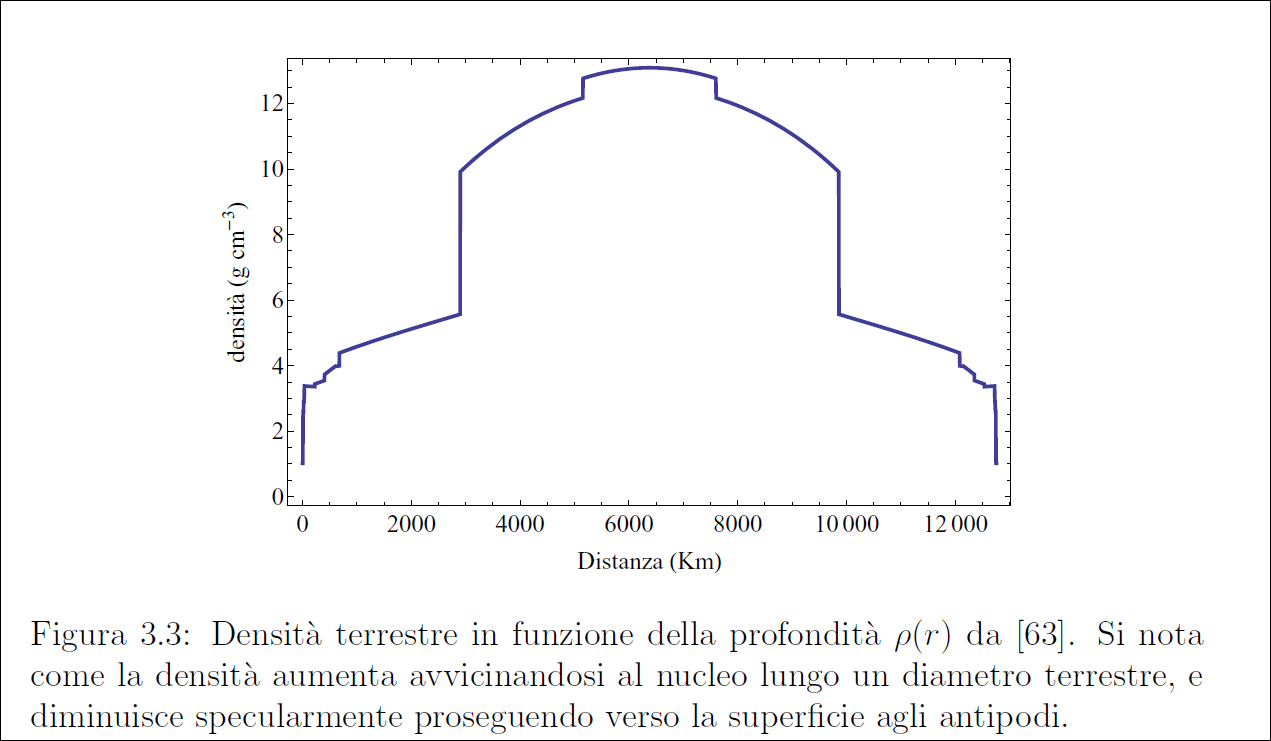 12
10
8
6
4
2
0
densità (g cm⁻³)
0 2000 4000 6000 8000 10 000 12 000
Distanza (Km)
Figura 3.3: Densità terrestre in funzione della profondità ρ(r) da [63]. Si nota
come la densità aumenta avvicinandosi al nucleo lungo un diametro terrestre, e
diminuisce specularmente proseguendo verso la superficie agli antipodi.